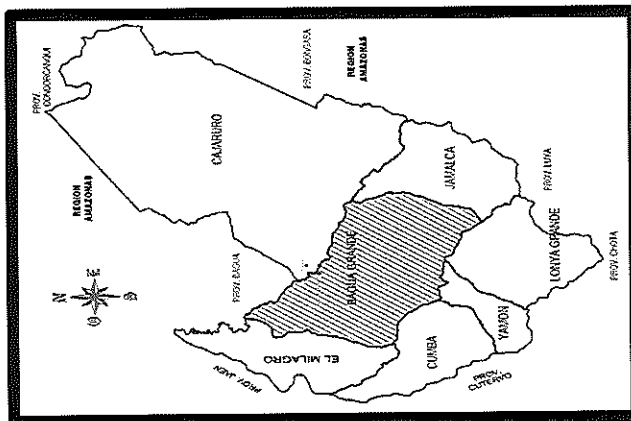 PROV.
CONDORCANQUI
REGION
AMAZONAS
PROV. BONGARA
REGION
AMAZONAS
CAJARURO
N
E
O
S
PROV. BAGUA
JAMALCA
BAGUA GRANDE
PROV. LUYA
EL MILAGRO
PROV. JAEN
LONYA GRANDE
CUMBA
YAMON
PROV.
CUTERVO
PROV. CHOTA